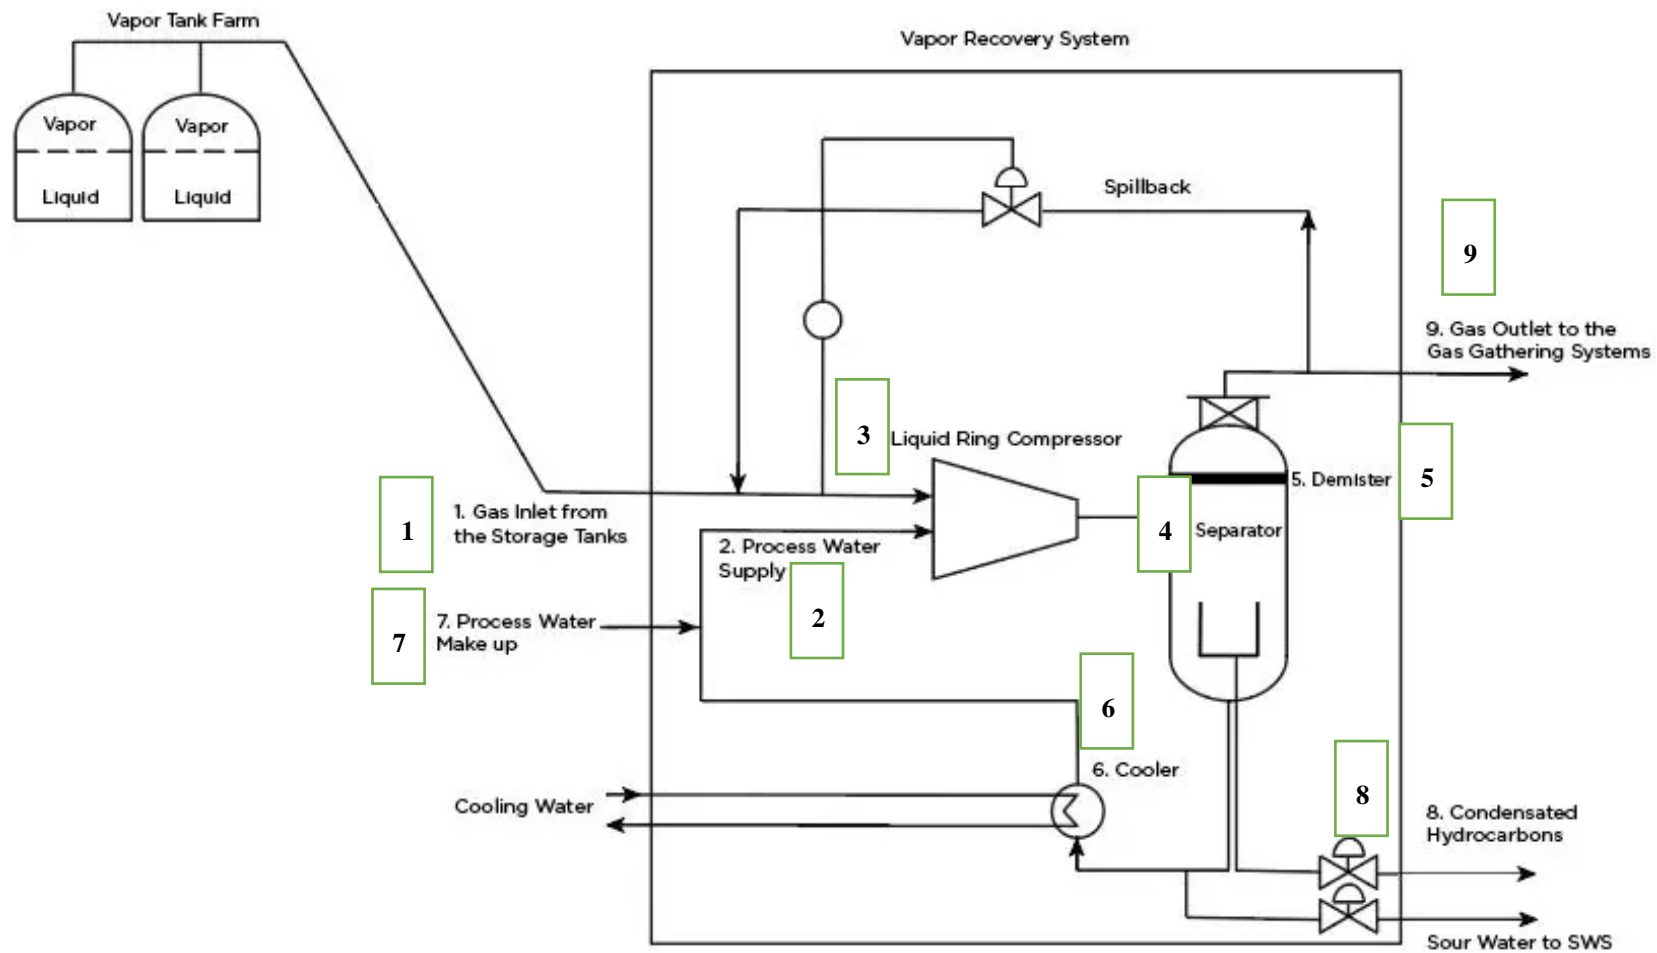 Vapor Tank Farm
Vapor Recovery System
Vapor
Vapor
Liquid
Liquid
Spillback
9
9. Gas Outlet to the
Gas Gathering Systems
3
Liquid Ring Compressor
1
1. Gas Inlet from
the Storage Tanks
4
Separator
5. Demister
5
2. Process Water
Supply
2
7
7. Process Water
Make up
6
6. Cooler
Cooling Water
8
8. Condensated
Hydrocarbons
Sour Water to SWS